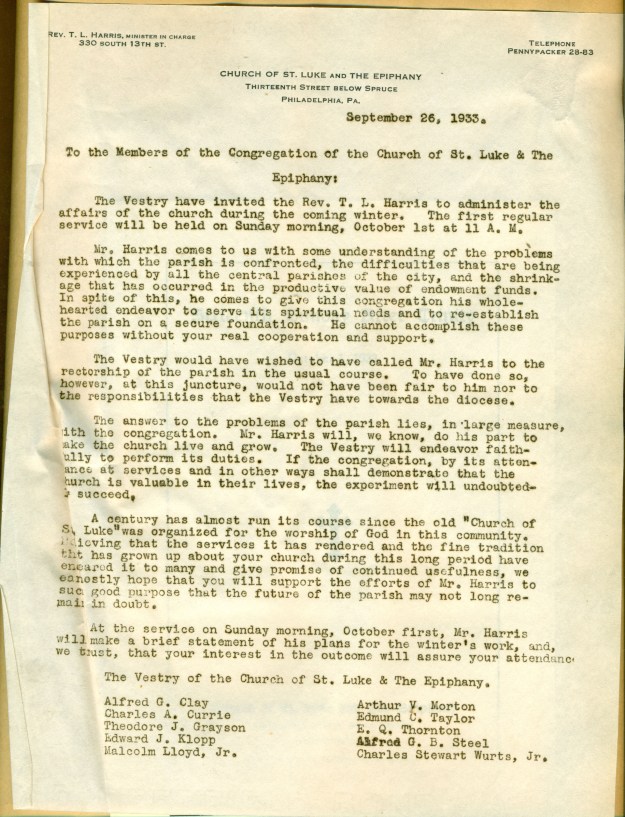 REV. T. L. HARRIS, MINISTER IN CHARGE
330 SOUTH 13TH ST.
TELEPHONE
PENNYPACKER 28-83
CHURCH OF ST. LUKE AND THE EPIPHANY
THIRTEENTH STREET BELOW SPRUCE
PHILADELPHIA, PA.
September 26, 1933.
To the Members of the Congregation of the Church of St. Luke & The
Epiphany:
The Vestry have invited the Rev. T. L. Harris to administer the
affairs of the church during the coming winter. The first regular
service will be held on Sunday morning, October 1st at 11 A. M.
Mr. Harris comes to us with some understanding of the problems
with which the parish is confronted, the difficulties that are being
experienced by all the central parishes of the city, and the shrink-
age that has occurred in the productive value of endowment funds.
In spite of this, he comes to give this congregation his whole-
hearted endeavor to serve its spiritual needs and to re-establish
the parish on a secure foundation. He cannot accomplish these
purposes without your real cooperation and support.
The Vestry would have wished to have called Mr. Harris to the
rectorship of the parish in the usual course. To have done so,
however, at this juncture, would not have been fair to him nor to
the responsibilities that the Vestry have towards the diocese.
The answer to the problems of the parish lies, in large measure,
ith the congregation. Mr. Harris will, we know, do his part to
ake the church live and grow. The Vestry will endeavor faith-
ully to perform its duties. If the congregation, by its atten-
ance at services and in other ways shall demonstrate that the
hurch is valuable in their lives, the experiment will undoubted-
succeed.
A century has almost run its course since the old "Church of
S. Luke" was organized for the worship of God in this community.
ieving that the services it has rendered and the fine tradition
tht has grown up about your church during this long period have
eneared it to many and give promise of continued usefulness, we
eanostly hope that you will support the efforts of Mr. Harris to
suc good purpose that the future of the parish may not long re-
main in doubt.
At the service on Sunday morning, October first, Mr. Harris
will make a brief statement of his plans for the winter's work, and,
we trust, that your interest in the outcome will assure your attendanc
The Vestry of the Church of St. Luke & The Epiphany.
Alfred G. Clay
Charles A. Currie
Theodore J. Grayson
Edward J. Klopp
Malcolm Lloyd, Jr.
Arthur V. Morton
Edmund C. Taylor
E. Q. Thornton
Alfred G. B. Steel
Charles Stewart Wurts, Jr.